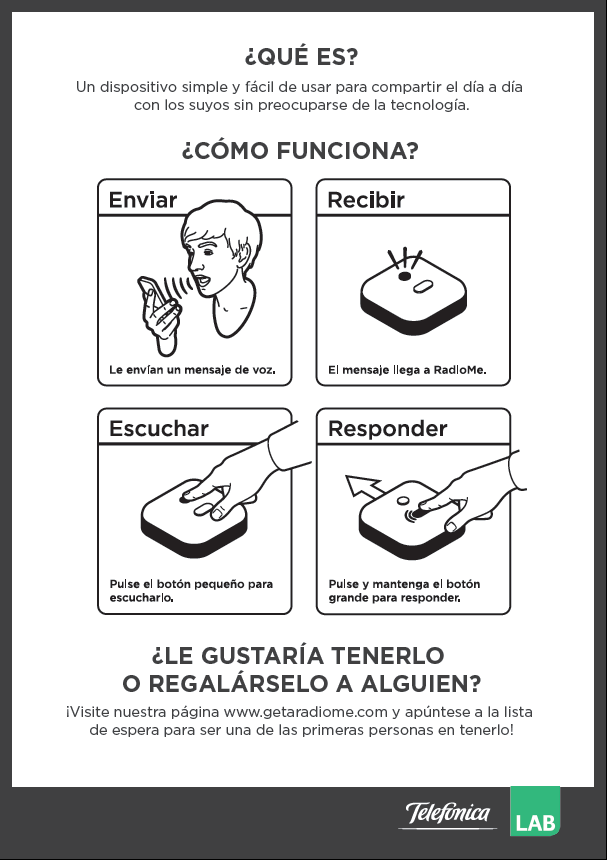 ¿QUÉ ES?
Un dispositivo simple y fácil de usar para compartir el día a día
con los suyos sin preocuparse de la tecnología.
¿CÓMO FUNCIONA?
Enviar
Le envían un mensaje de voz.
Recibir
El mensaje llega a RadioMe.
Escuchar
Pulse el botón pequeño para
escucharlo.
Responder
Pulse y mantenga el botón
grande para responder.
¿LE GUSTARÍA TENERLO
O REGALÁRSELO A ALGUIEN?
¡Visite nuestra página www.getaradiome.com y apúntese a la lista
de espera para ser una de las primeras personas en tenerlo!
Telefónica
LAB